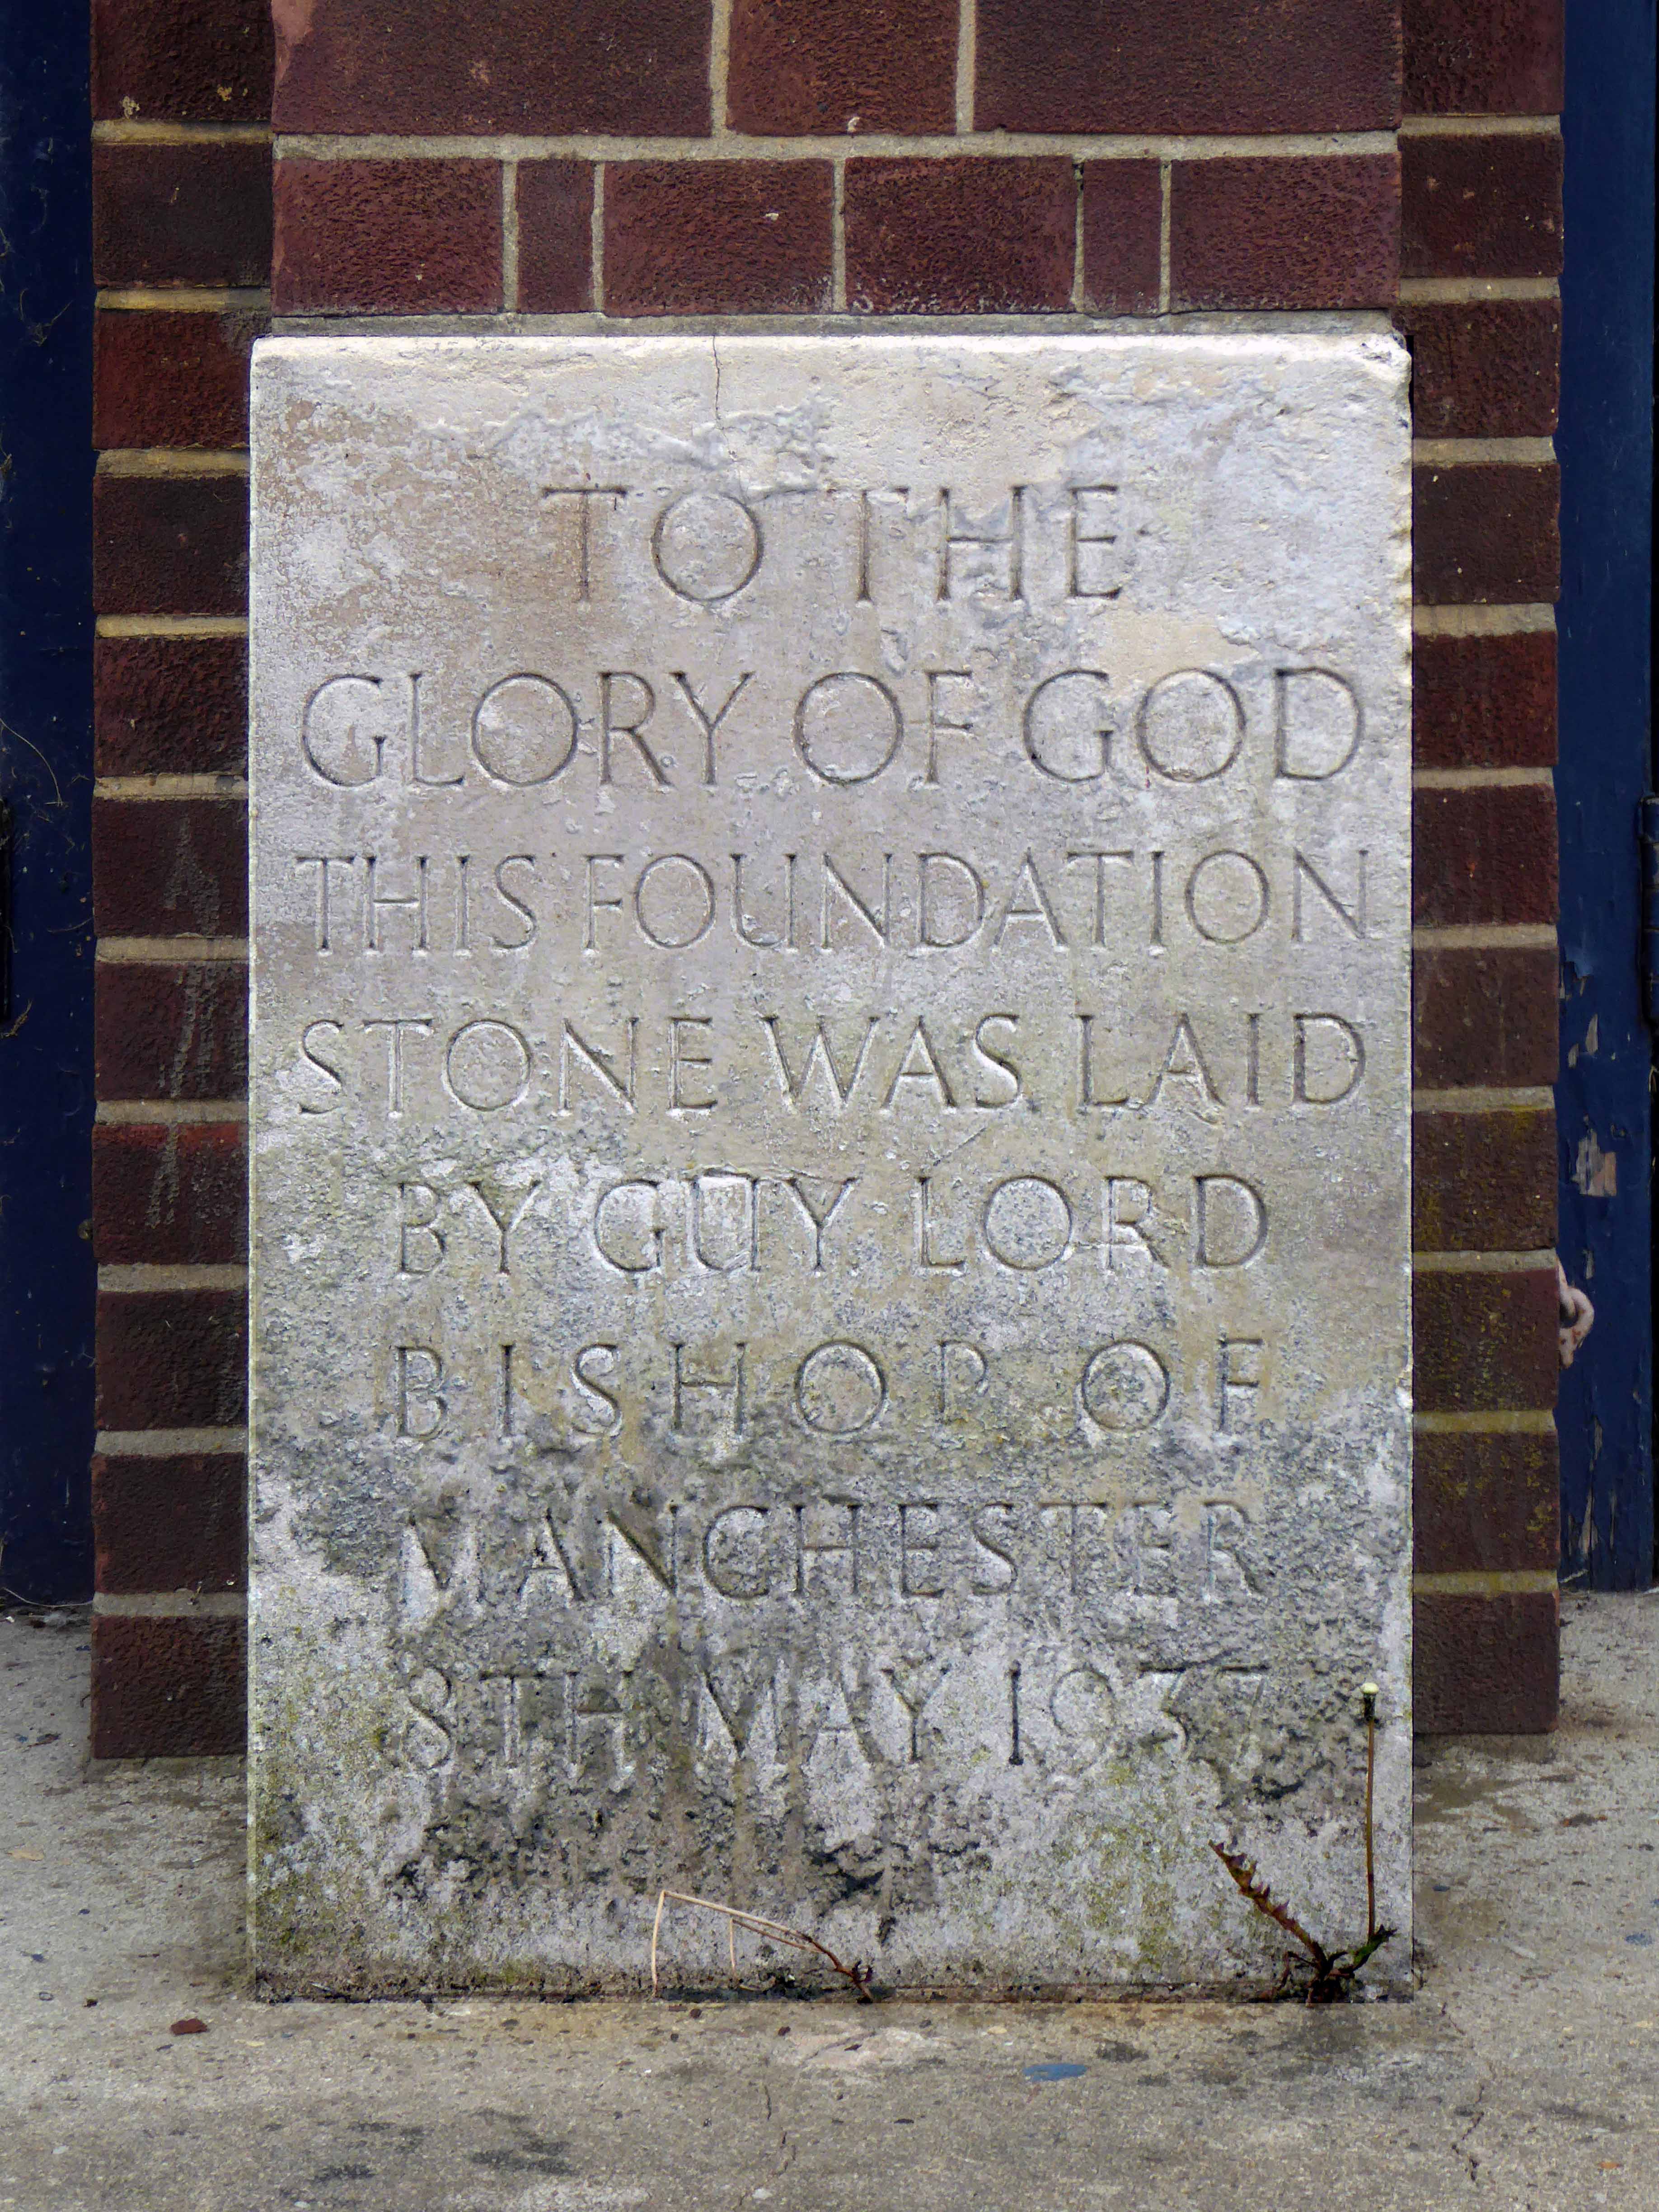 TO THE
GLORY OF GOD
THIS FOUNDATION
STONE WAS LAID
BY GUY. LORD
BISHOP OF
MANCHESTER
8TH MAY 1937